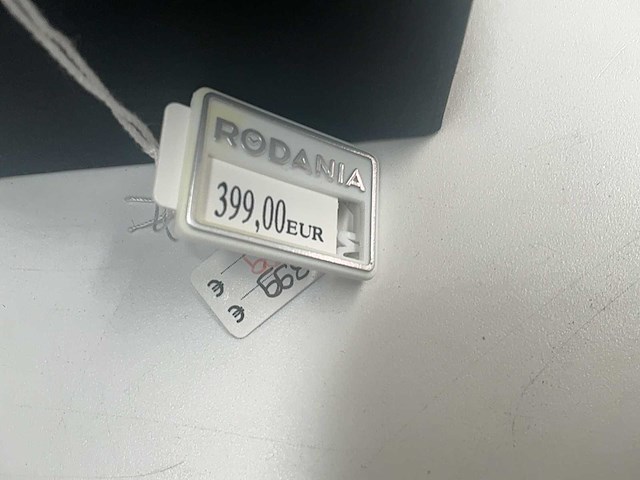 RODANIA
399,00EUR
€
€